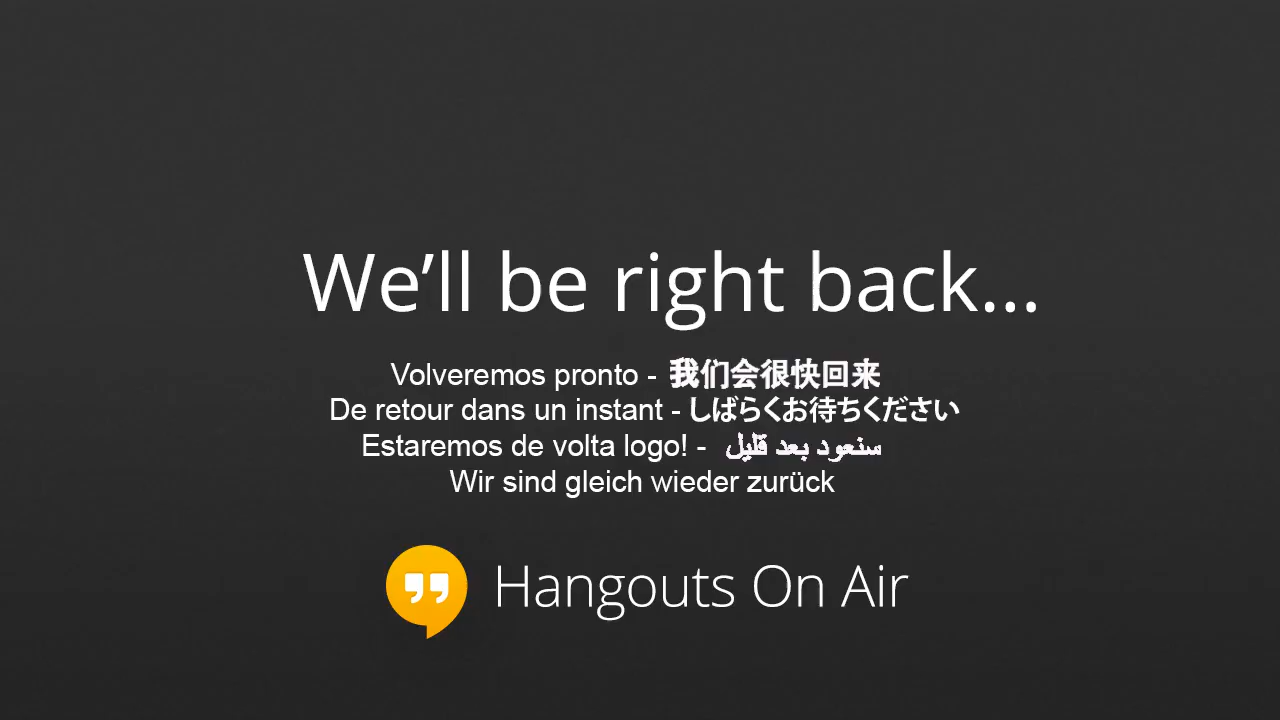 We’ll be right back...
Volveremos pronto - 我们会很快回来
De retour dans un instant - しばらくお待ちください
Estaremos de volta logo! - سنعود بعد قليل
Wir sind gleich wieder zurück
Hangouts On Air